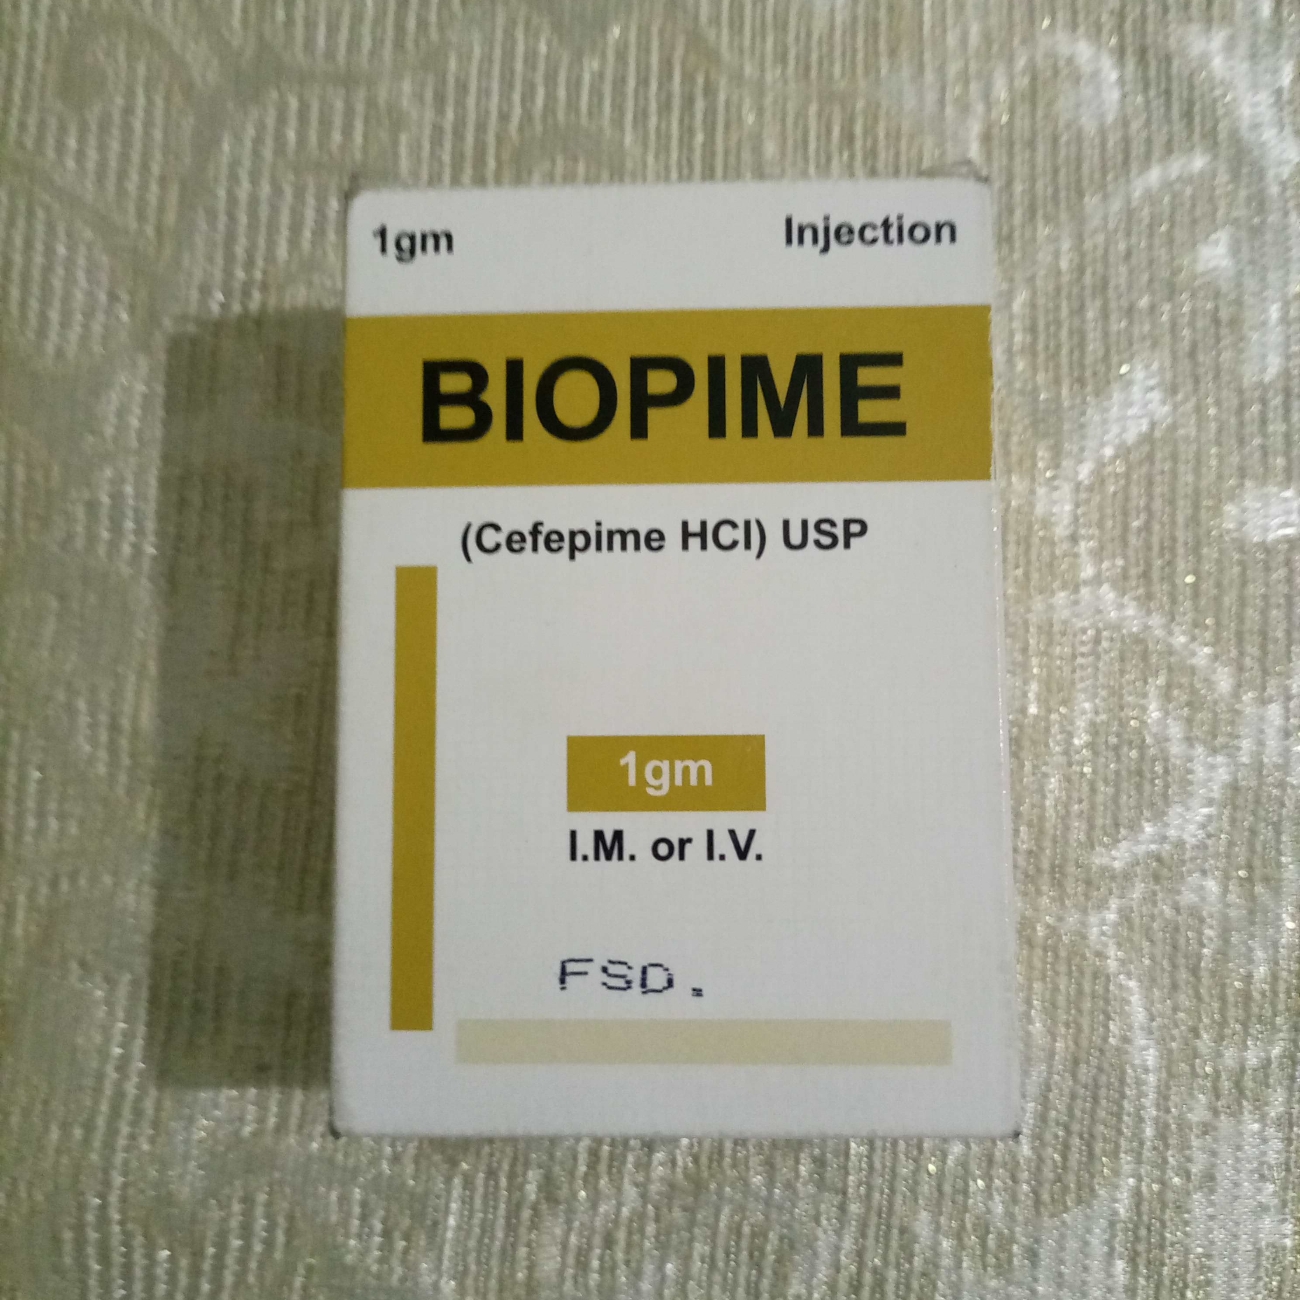 1gm Injection
BIOPIME
(Cefepime HCl) USP
1gm
I.M. or I.V.
FSD.